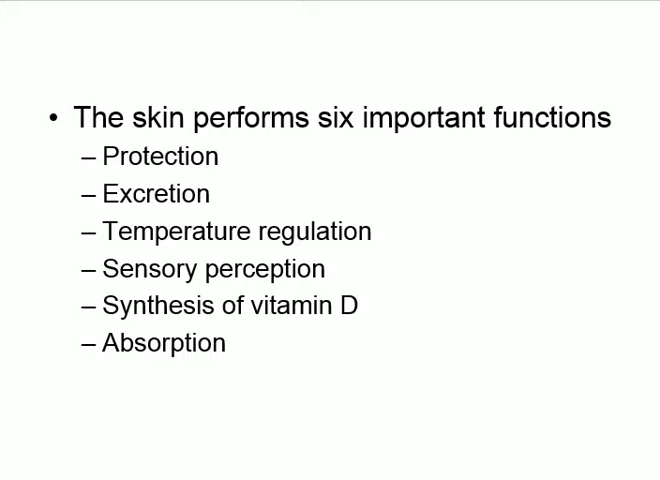 • The skin performs six important functions
– Protection
– Excretion
– Temperature regulation
– Sensory perception
– Synthesis of vitamin D
– Absorption